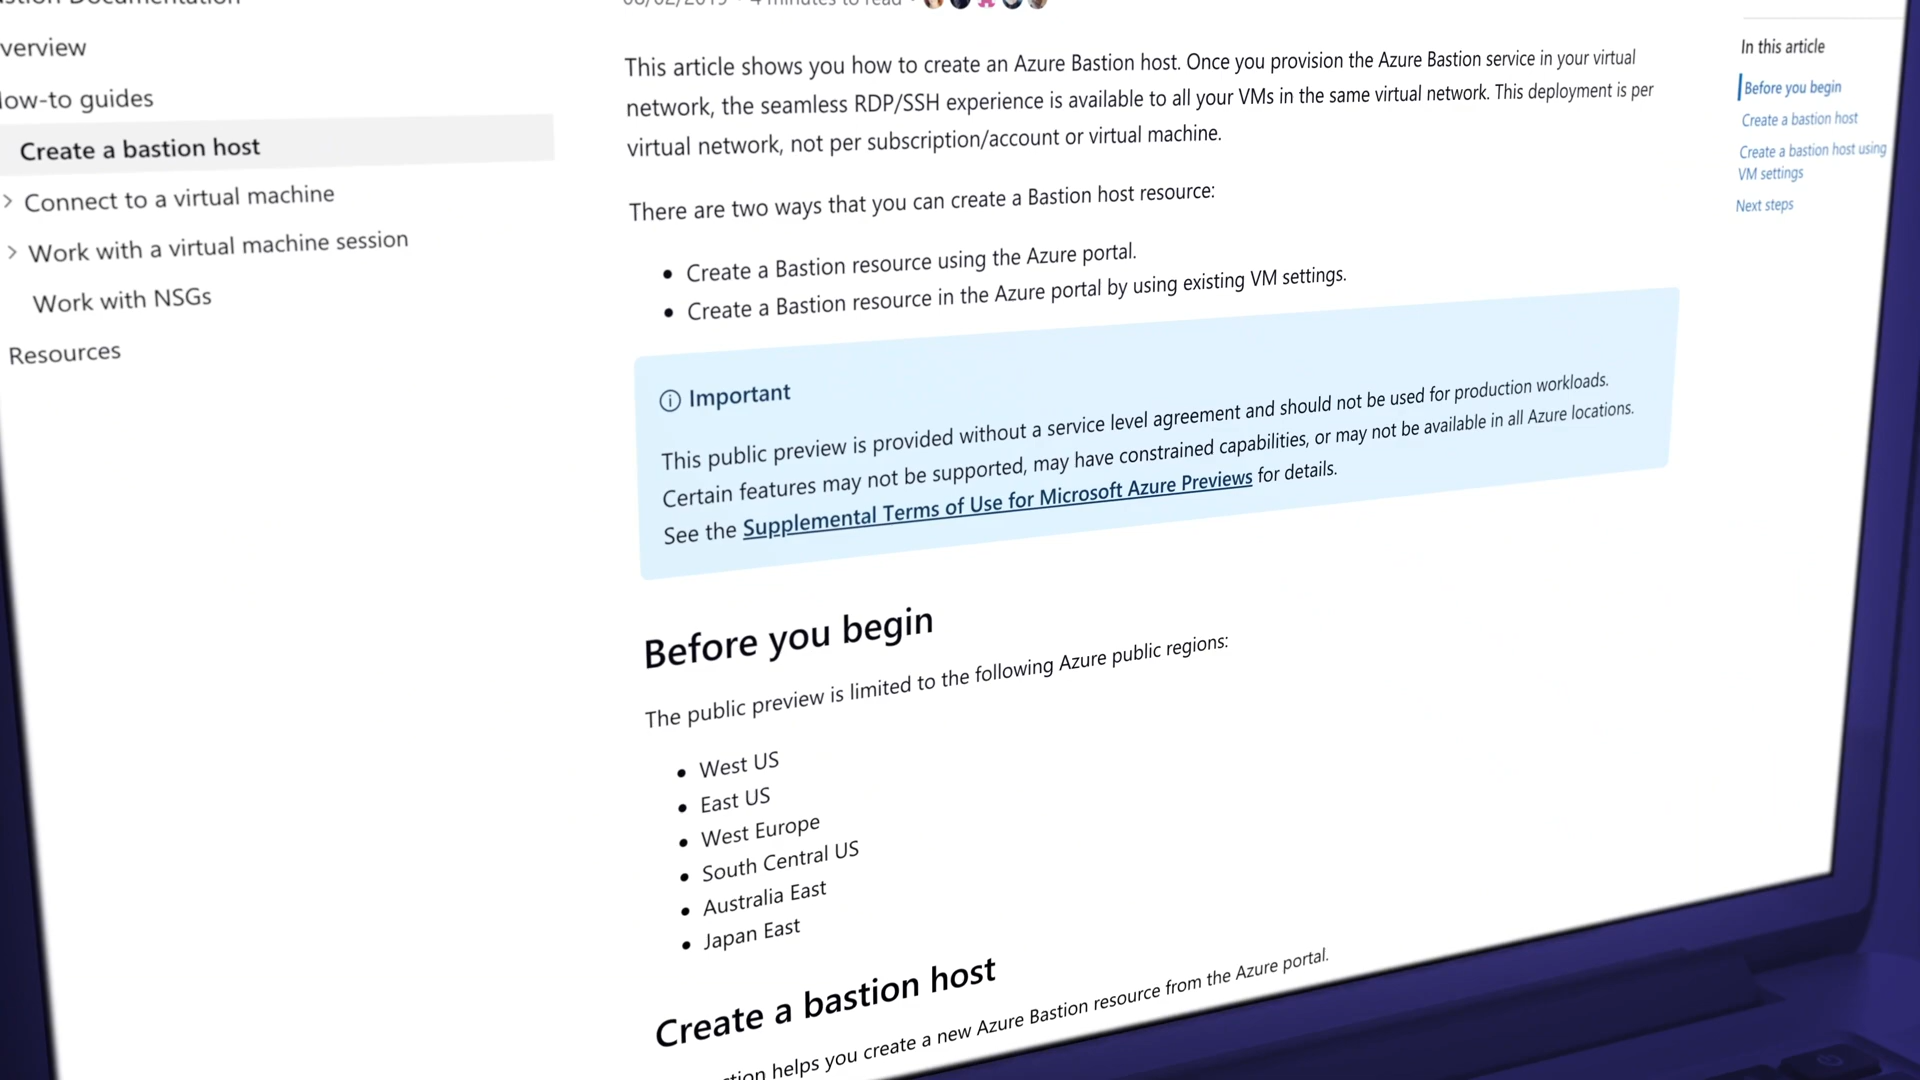 Documentation
verview
ow-to guides
Create a bastion host
Connect to a virtual machine
Work with a virtual machine session
Work with NSGs
Resources
4 minutes to read
This article shows you how to create an Azure Bastion host. Once you provision the Azure Bastion service in your virtual
network, the seamless RDP/SSH experience is available to all your VMs in the same virtual network. This deployment is per
virtual network, not per subscription/account or virtual machine.
There are two ways that you can create a Bastion host resource:
• Create a Bastion resource using the Azure portal.
• Create a Bastion resource in the Azure portal by using existing VM settings.
Important
This public preview is provided without a service level agreement and should not be used for production workloads.
Certain features may not be supported, may have constrained capabilities, or may not be available in all Azure locations.
See the Supplemental Terms of Use for Microsoft Azure Previews for details.
Before you begin
The public preview is limited to the following Azure public regions:
• West US
• East US
• West Europe
• South Central US
• Australia East
• Japan East
Create a bastion host
tion helps you create a new Azure Bastion resource from the Azure portal.
In this article
Before you begin
Create a bastion host
Create a bastion host using
VM settings
Next steps